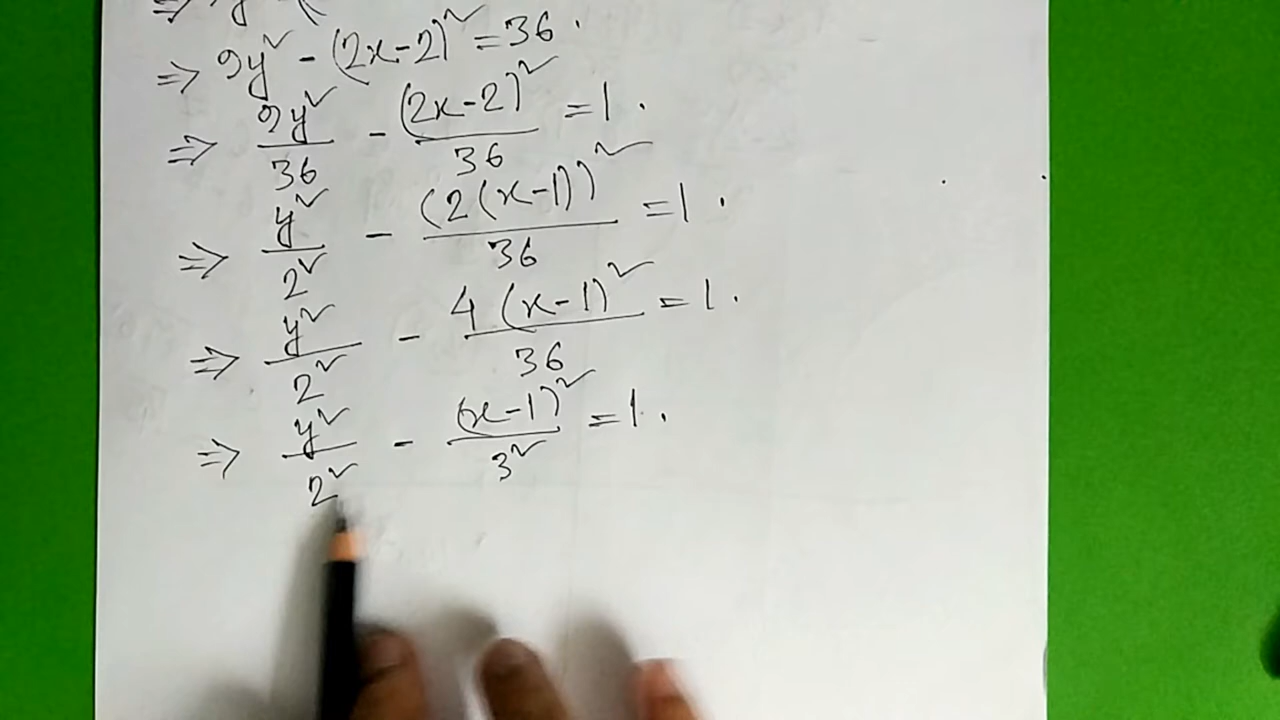 ⇒ 9y² - (2x-2)² = 36.
⇒ 9y²/36 - (2x-2)²/36 = 1.
⇒ y²/2² - (2(x-1))²/36 = 1.
⇒ y²/2² - 4(x-1)²/36 = 1.
⇒ y²/2² - (x-1)²/3² = 1.